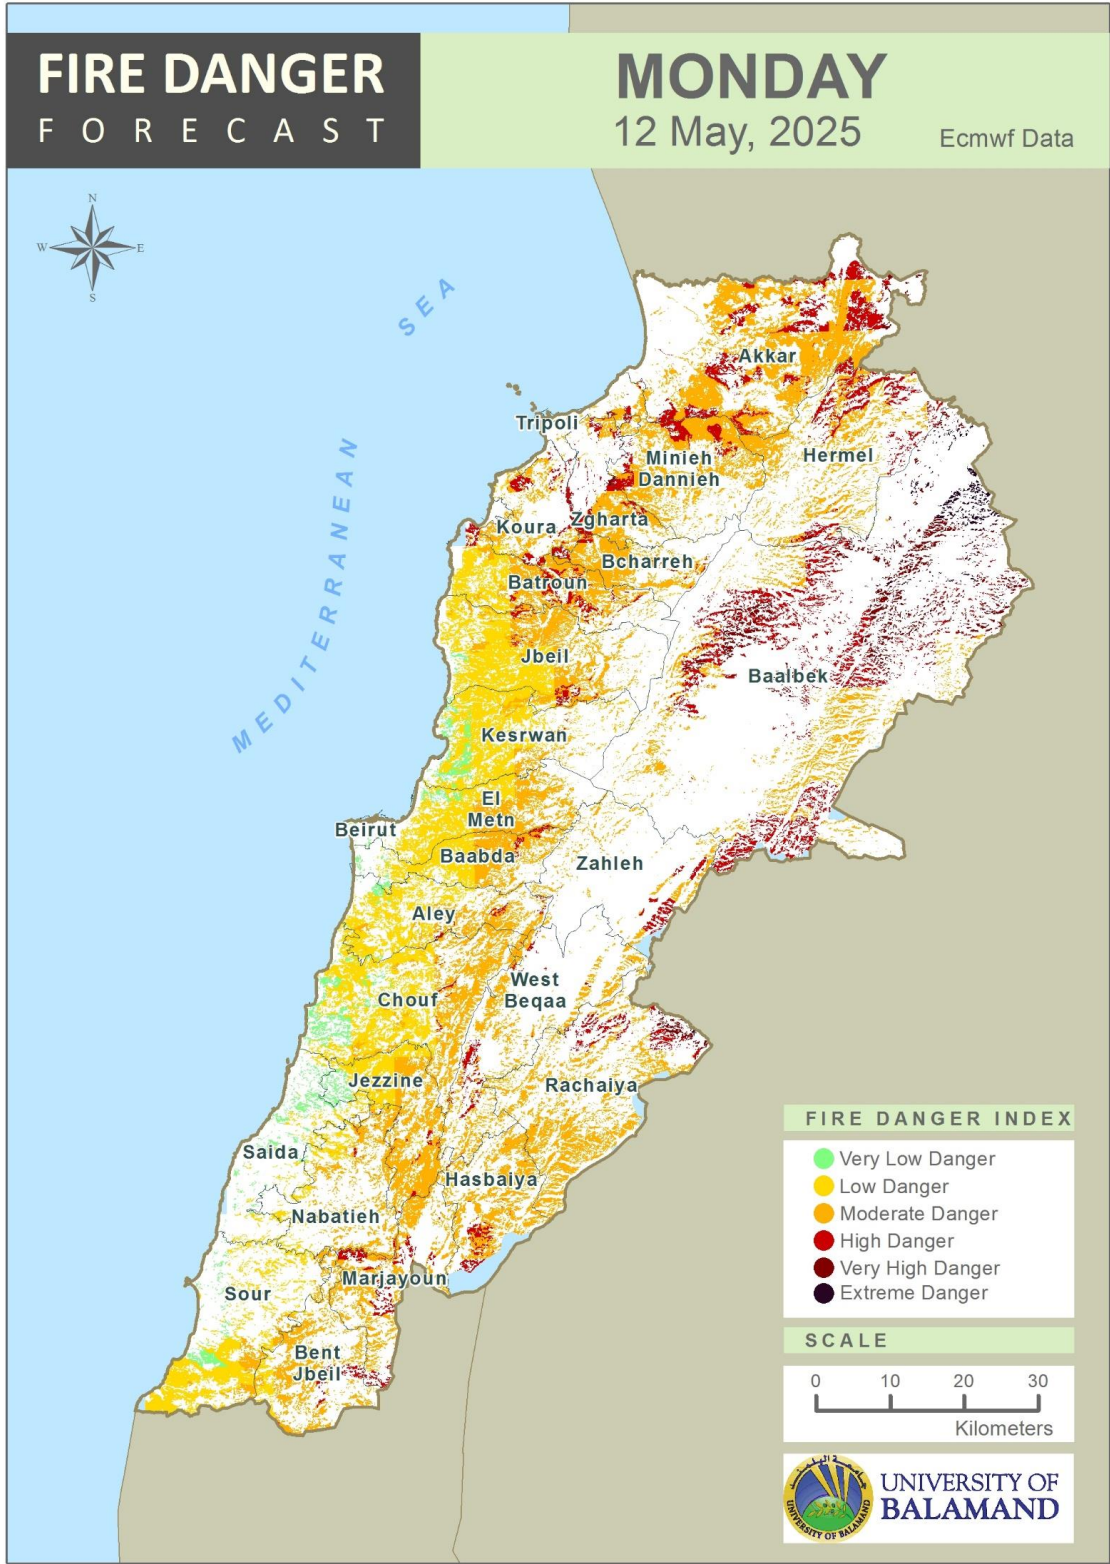 FIRE DANGER
FORECAST
MONDAY
12 May, 2025
Ecmwf Data
N
W
E
S
SEA
MEDITERRANEAN
Akkar
Tripoli
Minieh
Dannieh
Hermel
Koura
Zgharta
Bcharreh
Batroun
Jbeil
Baalbek
Kesrwan
El
Metn
Beirut
Baabda
Zahleh
Aley
West
Beqaa
Chouf
Jezzine
Rachaiya
Saida
Hasbaiya
Nabatieh
Marjayoun
Sour
Bent
Jbeil
FIRE DANGER INDEX
Very Low Danger
Low Danger
Moderate Danger
High Danger
Very High Danger
Extreme Danger
SCALE
0 10 20 30
Kilometers
UNIVERSITY OF
BALAMAND
UNIVERSITY OF BALAMAND